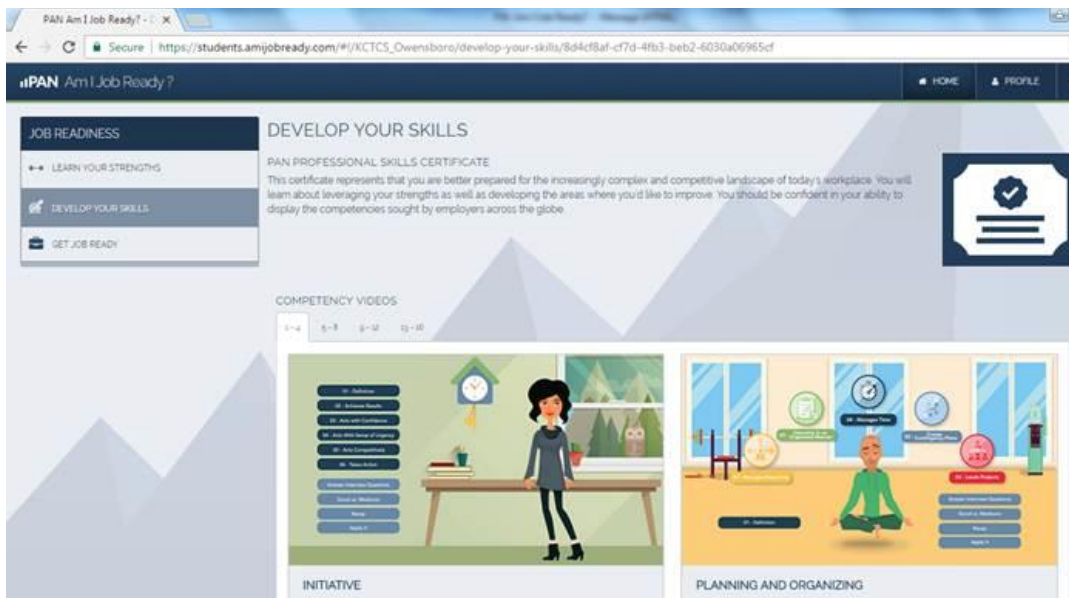 PAN Am I Job Ready? -
Secure | https://students.amijobready.com/#!/KCTCS_Owensboro/develop-your-skills/8d4cf8af-cf7d-4fb3-beb2-6030a06965cf
PAN Am I Job Ready?
HOME
PROFILE
JOB READINESS
LEARN YOUR STRENGTHS
DEVELOP YOUR SKILLS
GET JOB READY
DEVELOP YOUR SKILLS
PAN PROFESSIONAL SKILLS CERTIFICATE
This certificate represents that you are better prepared for the increasingly complex and competitive landscape of today's workplace. You will
learn about leveraging your strengths as well as developing the areas where you'd like to improve. You should be confident in your ability to
display the competencies sought by employers across the globe.
COMPETENCY VIDEOS
1 - 4
5 - 8
9 - 12
13 - 16
01 - Definition
02 - Achieves Results
03 - Acts with Confidence
04 - Acts With Sense of Urgency
05 - Acts Competitively
06 - Takes Action
Answer Interview Questions
Good vs. Mediocre
Recap
Apply It
INITIATIVE
04 - Manages Time
01 - Definition
Answer Interview Questions
Good vs. Mediocre
Recap
Apply It
PLANNING AND ORGANIZING